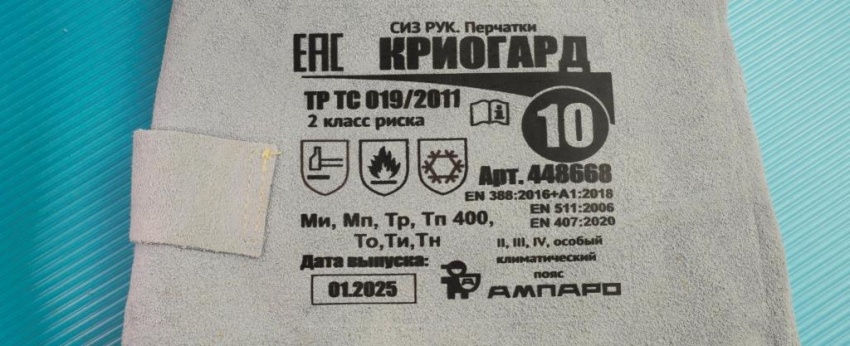 СИЗ РУК. Перчатки
ЕАС КРИОГАРД
ТР ТС 019/2011
2 класс риска
10
Арт. 448668
EN 388:2016+A1:2018
EN 511:2006
EN 407:2020
Ми, Мп, Тр, Тп 400,
То,Ти,Тн
II, III, IV, особый
климатический
пояс
Дата выпуска:
01.2025
АМПАРО